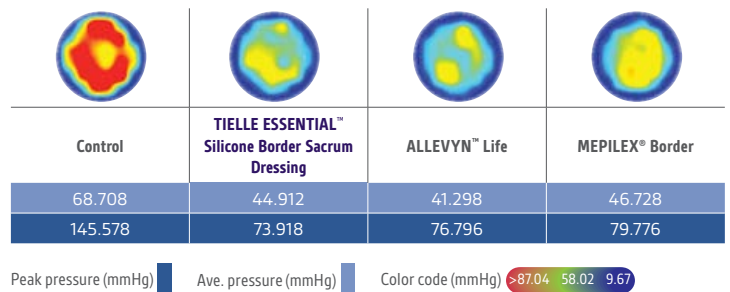 Control
TIELLE ESSENTIAL™
Silicone Border Sacrum
Dressing
ALLEVYN™ Life
MEPILEX® Border
68.708 44.912 41.298 46.728
145.578 73.918 76.796 79.776
Peak pressure (mmHg) Ave. pressure (mmHg) Color code (mmHg) >87.04 58.02 9.67